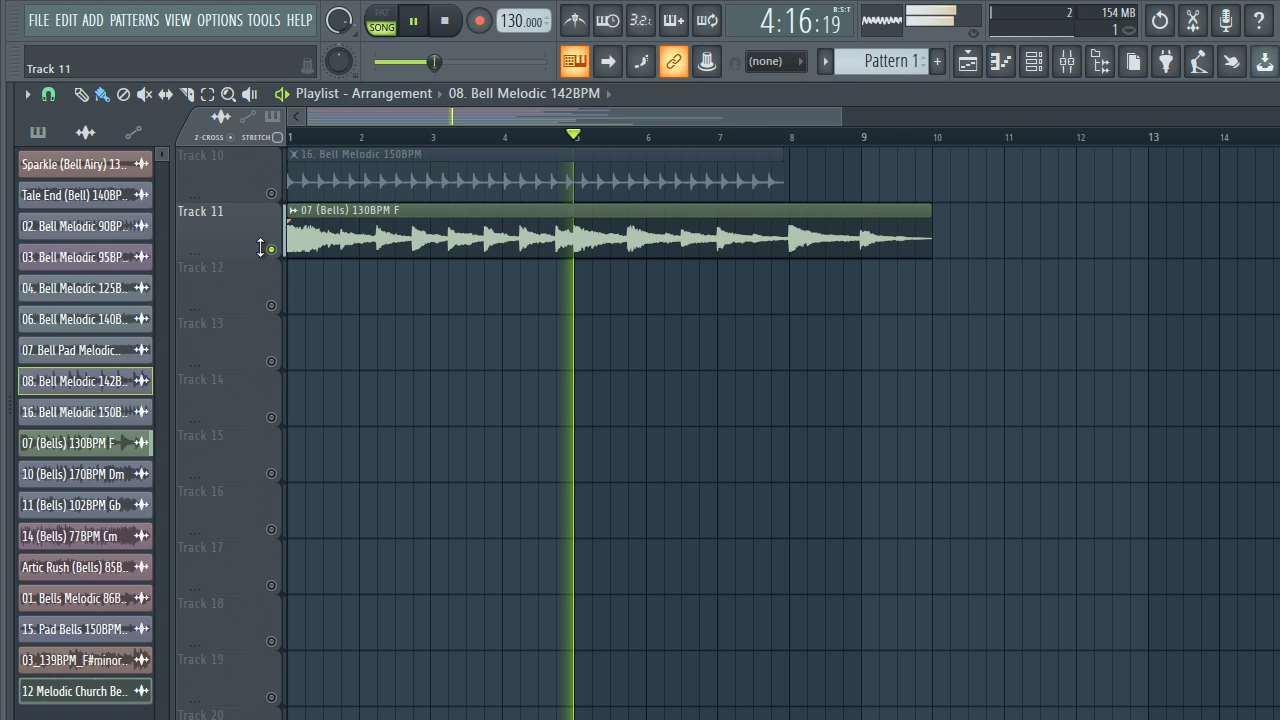 FILE EDIT ADD PATTERNS VIEW OPTIONS TOOLS HELP
PAT
SONG
130.000
3.2.
4:16:19
B:S:T
2
154 MB
1
Track 11
(none)
Pattern 1
Playlist - Arrangement
08. Bell Melodic 142BPM
Z-CROSS
STRETCH
1 2 3 4 5 6 7 8 9 10 11 12 13 14
Sparkle (Bell Airy) 13..
Tale End (Bell) 140BP..
02. Bell Melodic 90BP..
03. Bell Melodic 95BP..
04. Bell Melodic 125B..
06. Bell Melodic 140B..
07. Bell Pad Melodic..
08. Bell Melodic 142B..
16. Bell Melodic 150B..
07 (Bells) 130BPM F
10 (Bells) 170BPM Dm
11 (Bells) 102BPM Gb
14 (Bells) 77BPM Cm
Artic Rush (Bells) 85B..
01. Bells Melodic 86B..
15. Pad Bells 150BPM..
03_139BPM_F#minor..
12 Melodic Church Be..
Track 10
16. Bell Melodic 150BPM
Track 11
07 (Bells) 130BPM F
Track 12
Track 13
Track 14
Track 15
Track 16
Track 17
Track 18
Track 19
Track 20